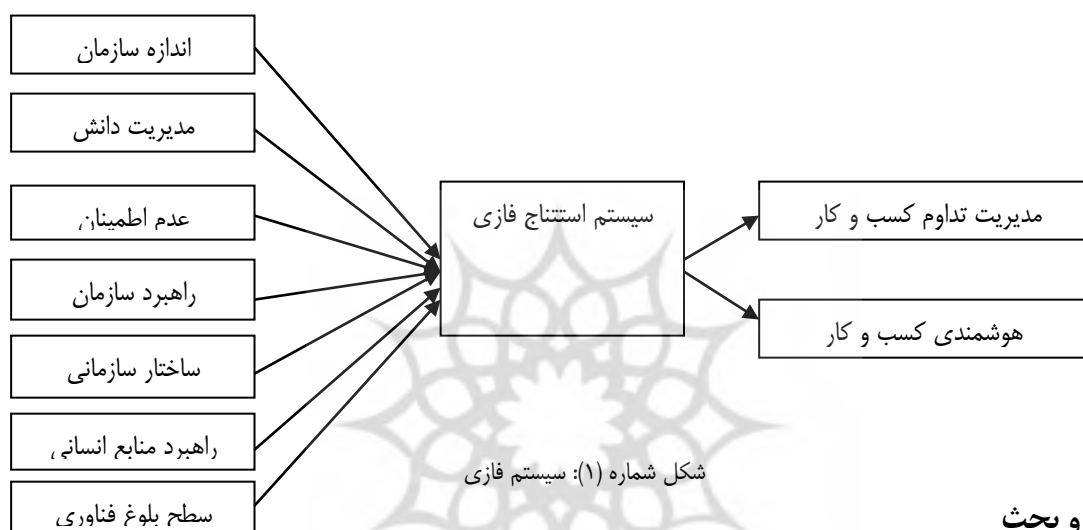 اندازه سازمان
مدیریت دانش
عدم اطمینان
راهبرد سازمان
ساختار سازمانی
راهبرد منابع انسانی
سطح بلوغ فناوری
سیستم استنتاج فازی
مدیریت تداوم کسب و کار
هوشمندی کسب و کار
شکل شماره (۱): سیستم فازی
و بحث